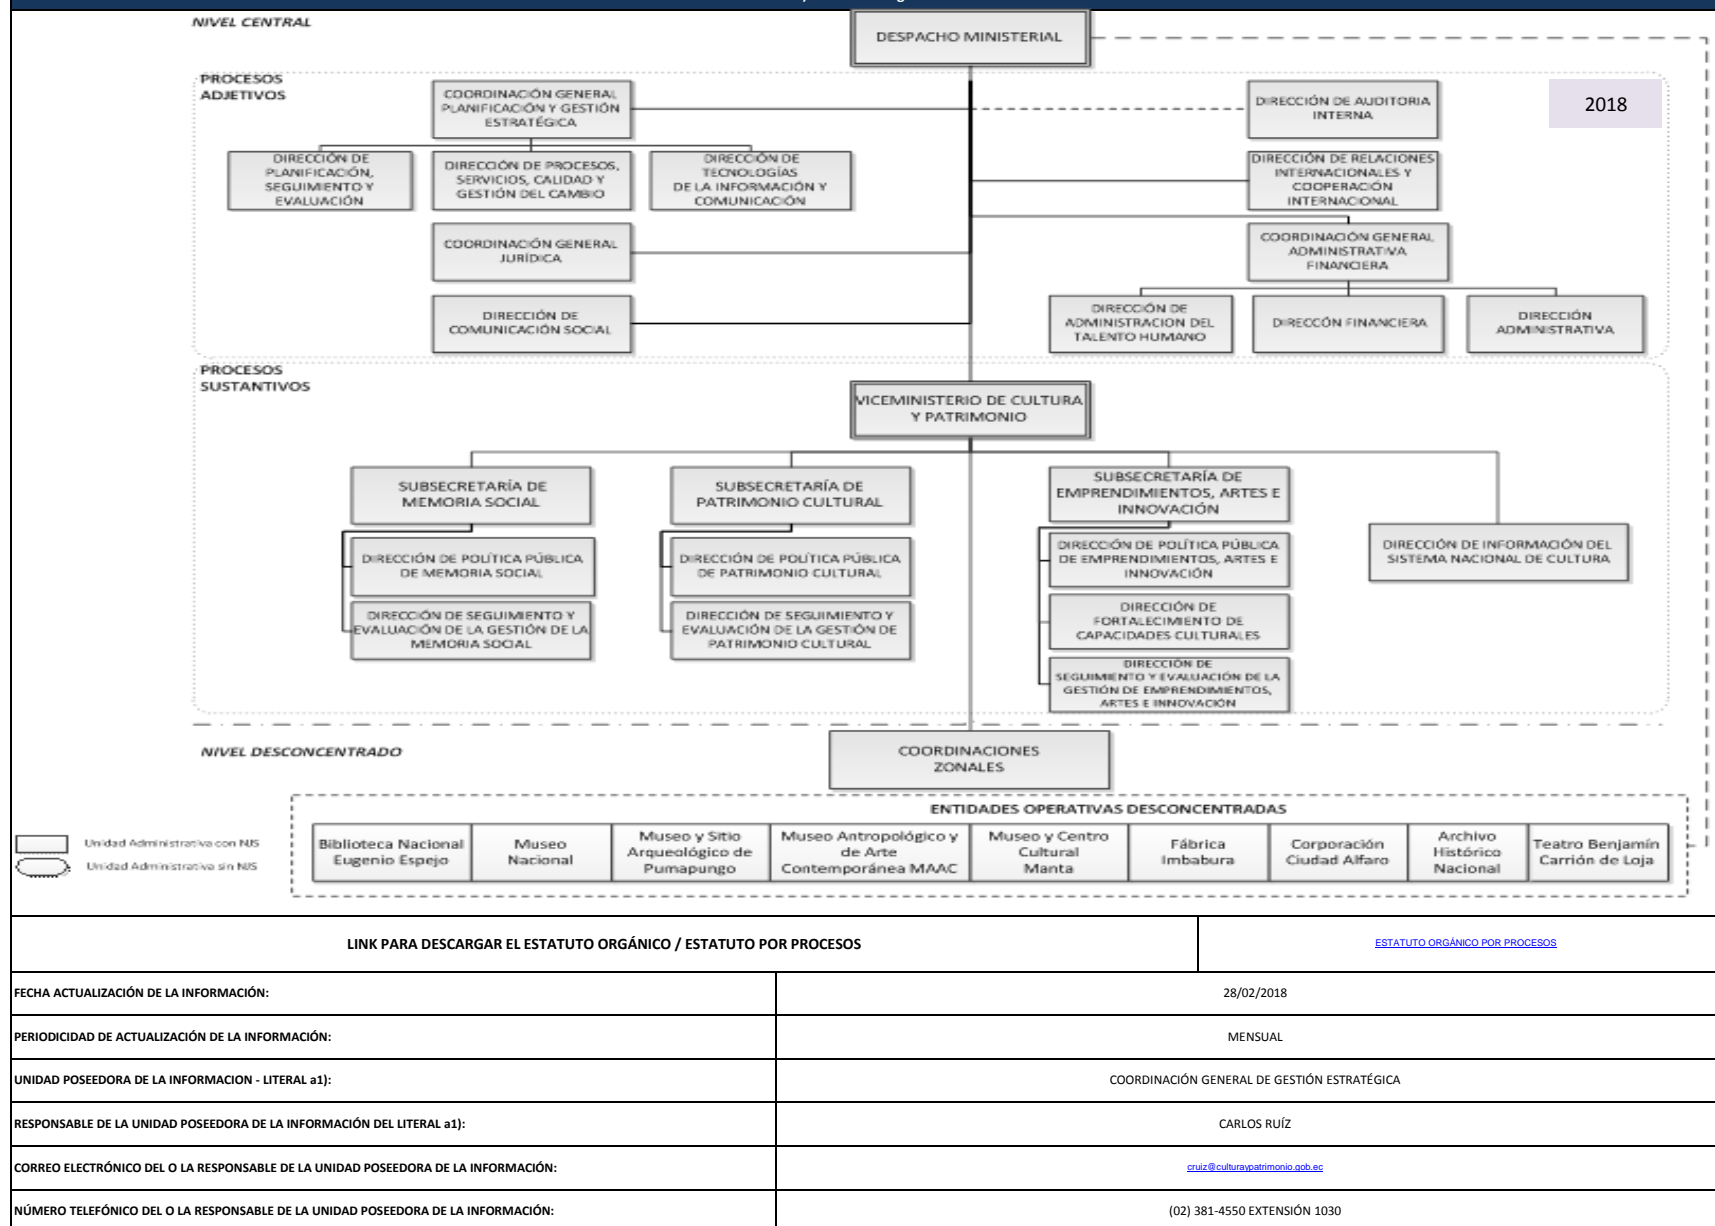 NIVEL CENTRAL
DESPACHO MINISTERIAL
PROCESOS
ADJETIVOS
COORDINACIÓN GENERAL
PLANIFICACIÓN Y GESTIÓN
ESTRATÉGICA
DIRECCIÓN DE AUDITORIA
INTERNA
2018
DIRECCIÓN DE
PLANIFICACIÓN,
SEGUIMIENTO Y
EVALUACIÓN
DIRECCIÓN DE PROCESOS,
SERVICIOS, CALIDAD Y
GESTIÓN DEL CAMBIO
DIRECCIÓN DE
TECNOLOGÍAS
DE LA INFORMACIÓN Y
COMUNICACIÓN
DIRECCIÓN DE RELACIONES
INTERNACIONALES Y
COOPERACIÓN
INTERNACIONAL
COORDINACIÓN GENERAL
JURÍDICA
COORDINACIÓN GENERAL
ADMINISTRATIVA
FINANCIERA
DIRECCIÓN DE
COMUNICACIÓN SOCIAL
DIRECCIÓN DE
ADMINISTRACION DEL
TALENTO HUMANO
DIRECCÓN FINANCIERA
DIRECCIÓN
ADMINISTRATIVA
PROCESOS
SUSTANTIVOS
VICEMINISTERIO DE CULTURA
Y PATRIMONIO
SUBSECRETARÍA DE
MEMORIA SOCIAL
SUBSECRETARÍA DE
PATRIMONIO CULTURAL
SUBSECRETARÍA DE
EMPRENDIMIENTOS, ARTES E
INNOVACIÓN
DIRECCIÓN DE POLÍTICA PÚBLICA
DE MEMORIA SOCIAL
DIRECCIÓN DE POLÍTICA PÚBLICA
DE PATRIMONIO CULTURAL
DIRECCIÓN DE POLÍTICA PÚBLICA
DE EMPRENDIMIENTOS, ARTES E
INNOVACIÓN
DIRECCIÓN DE INFORMACIÓN DEL
SISTEMA NACIONAL DE CULTURA
DIRECCIÓN DE SEGUIMIENTO Y
EVALUACIÓN DE LA GESTIÓN DE LA
MEMORIA SOCIAL
DIRECCIÓN DE SEGUIMIENTO Y
EVALUACIÓN DE LA GESTIÓN DE
PATRIMONIO CULTURAL
DIRECCIÓN DE
FORTALECIMIENTO DE
CAPACIDADES CULTURALES
DIRECCIÓN DE
SEGUIMIENTO Y EVALUACIÓN DE LA
GESTIÓN DE EMPRENDIMIENTOS,
ARTES E INNOVACIÓN
NIVEL DESCONCENTRADO
COORDINACIONES
ZONALES
ENTIDADES OPERATIVAS DESCONCENTRADAS
Unidad Administrativa con NJS
Unidad Administrativa sin NJS
Biblioteca Nacional
Eugenio Espejo
Museo
Nacional
Museo y Sitio
Arqueológico de
Pumapungo
Museo Antropológico y
de Arte
Contemporánea MAAC
Museo y Centro
Cultural
Manta
Fábrica
Imbabura
Corporación
Ciudad Alfaro
Archivo
Histórico
Nacional
Teatro Benjamín
Carrión de Loja
LINK PARA DESCARGAR EL ESTATUTO ORGÁNICO / ESTATUTO POR PROCESOS
ESTATUTO ORGÁNICO POR PROCESOS
FECHA ACTUALIZACIÓN DE LA INFORMACIÓN:
28/02/2018
PERIODICIDAD DE ACTUALIZACIÓN DE LA INFORMACIÓN:
MENSUAL
UNIDAD POSEEDORA DE LA INFORMACION - LITERAL a1):
COORDINACIÓN GENERAL DE GESTIÓN ESTRATÉGICA
RESPONSABLE DE LA UNIDAD POSEEDORA DE LA INFORMACIÓN DEL LITERAL a1):
CARLOS RUÍZ
CORREO ELECTRÓNICO DEL O LA RESPONSABLE DE LA UNIDAD POSEEDORA DE LA INFORMACIÓN:
cruiz@culturaypatrimonio.gob.ec
NÚMERO TELEFÓNICO DEL O LA RESPONSABLE DE LA UNIDAD POSEEDORA DE LA INFORMACIÓN:
(02) 381-4550 EXTENSIÓN 1030